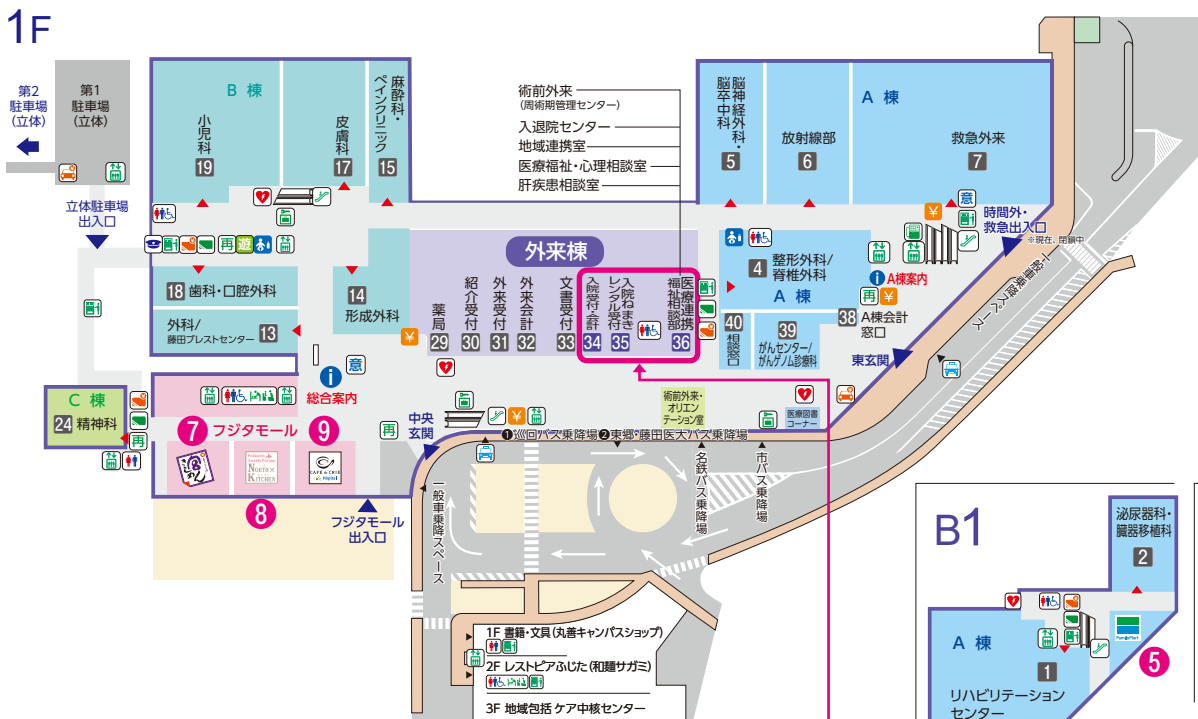 1F
第2
駐車場
(立体)
第1
駐車場
(立体)
立体駐車場
出入口
B 棟
小児科
19
皮膚科
17
麻酔科・
ペインクリニック
15
術前外来
(周術期管理センター)
入退院センター
地域連携室
医療福祉・心理相談室
肝疾患相談室
脳神経外科・
脳卒中科
5
放射線部
6
A 棟
救急外来
7
意
¥
時間外・
救急出入口
※現在、閉鎖中
一般車乗降スペース
再
遊
18 歯科・口腔外科
外科/
藤田ブレストセンター 13
14
形成外科
¥
外来棟
薬局
29
紹介受付
30
外来受付
31
外来会計
32
文書受付
33
入院受付・会計
34
入院ねまき
レンタル受付
35
医療連携
福祉相談部
36
4 整形外科/
脊椎外科
A 棟
40
相談窓口
39
がんセンター/
がんゲノム診療科
i A棟案内
再 ¥
38 A棟会計
窓口
東玄関
意
i
総合案内
C 棟
24 精神科
再
7 フジタモール 9
CAFE de CRIÉ
8
フジタモール
出入口
再
中央
玄関
¥
術前外来・
オリエン
テーション室
医療図書
コーナー
❶巡回バス乗降場 ❷東郷・藤田医大バス乗降場
名鉄バス乗降場
市バス乗降場
一般車乗降スペース
1F 書籍・文具(丸善キャンパスショップ)
2F レストピアふじた(和麺サガミ)
3F 地域包括 ケア中核センター
B1
泌尿器科・
臓器移植科
2
A 棟
1
リハビリテーション
センター
FamilyMart
5